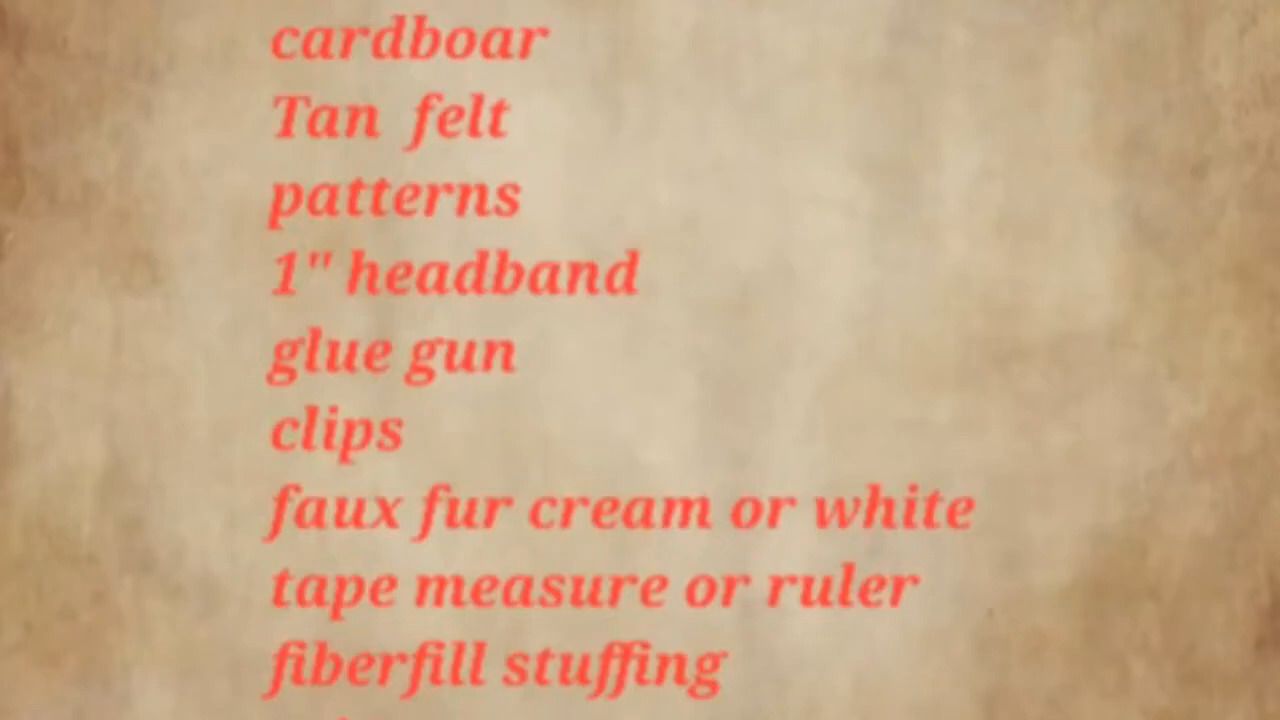 cardboar
Tan felt
patterns
1" headband
glue gun
clips
faux fur cream or white
tape measure or ruler
fiberfill stuffing